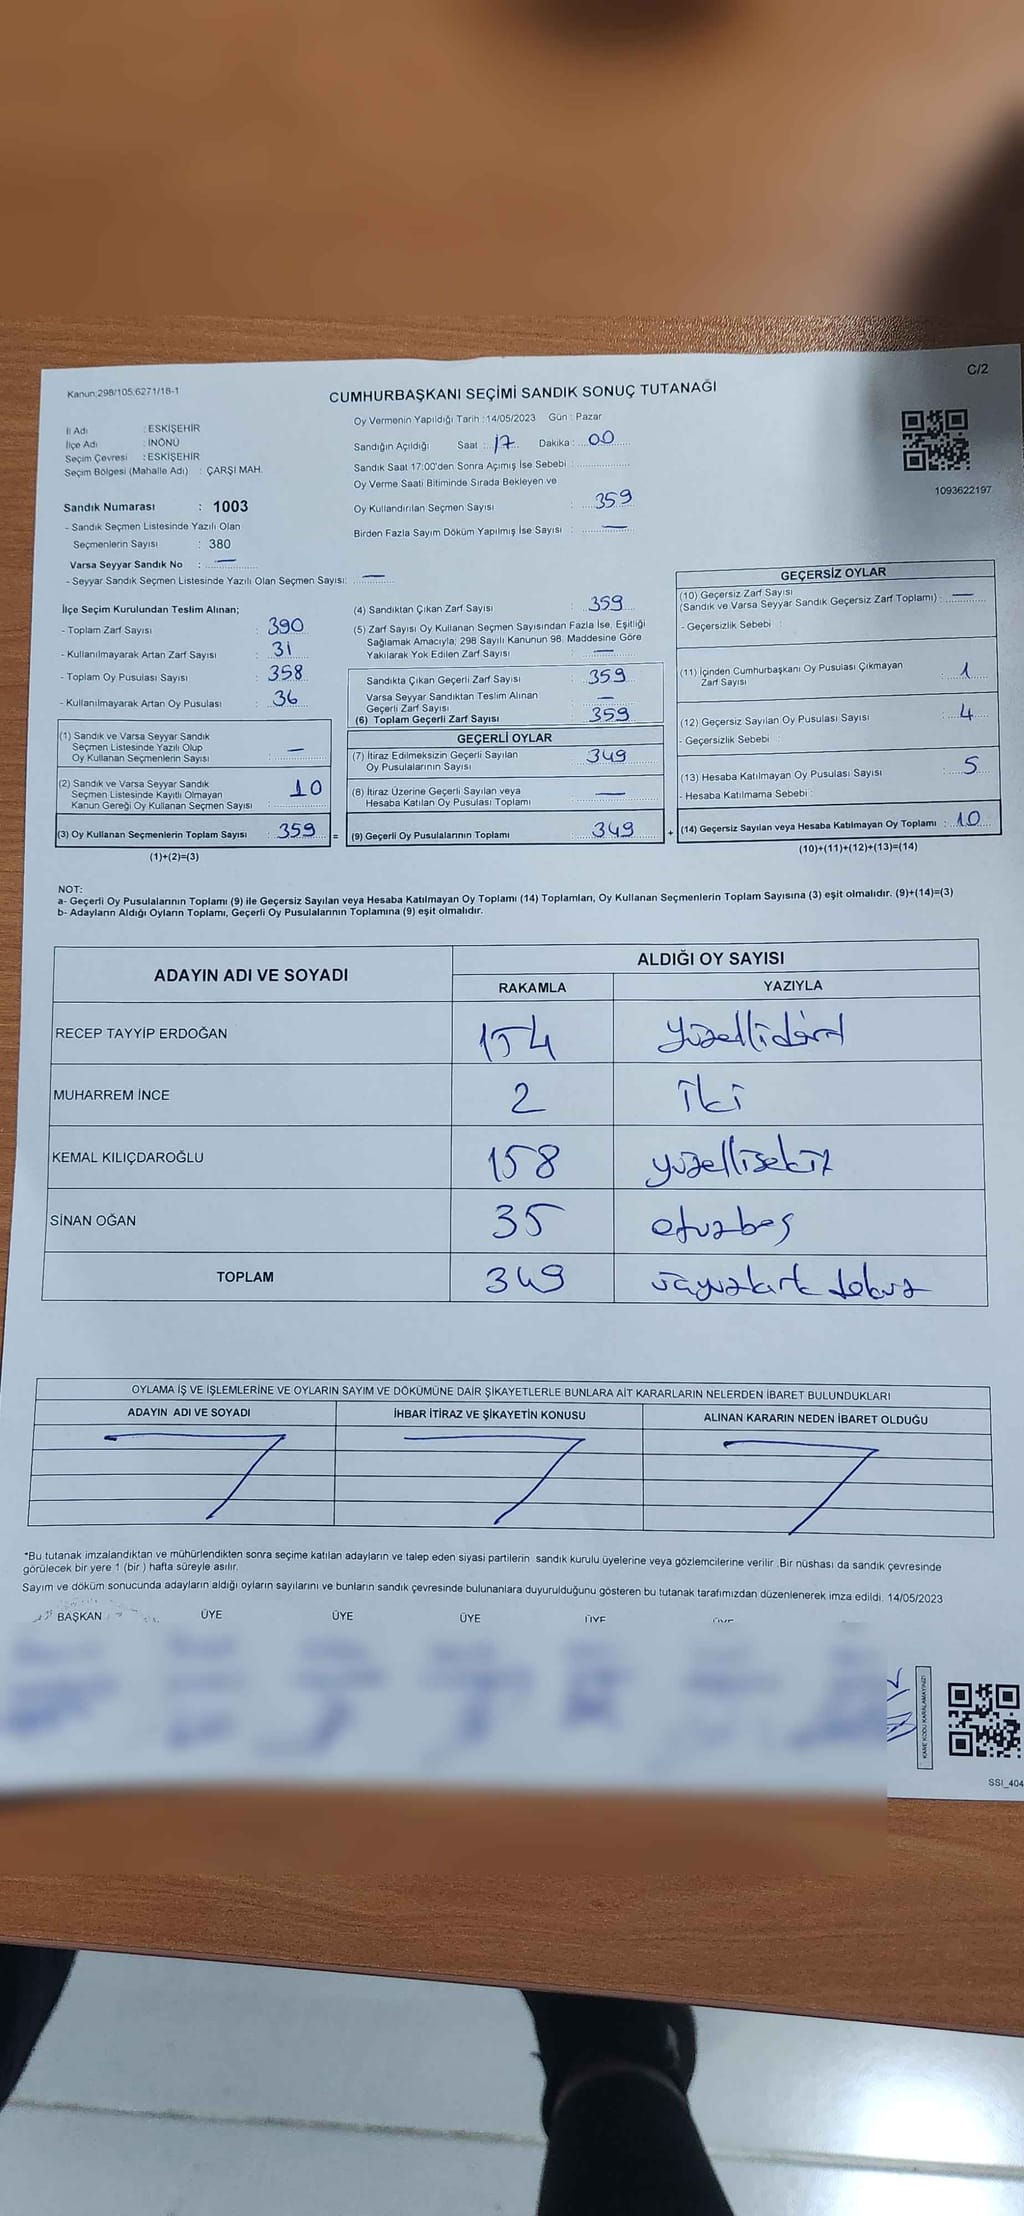 Kanun:298/105,6271/18-1
C/2
CUMHURBAŞKANI SEÇİMİ SANDIK SONUÇ TUTANAĞI
Oy Vermenin Yapıldığı Tarih :14/05/2023 Gün : Pazar
İl Adı : ESKİŞEHİR
İlçe Adı : İNÖNÜ
Seçim Çevresi : ESKİŞEHİR
Seçim Bölgesi (Mahalle Adı) : ÇARŞI MAH.
Sandığın Açıldığı Saat : 17 Dakika : 00
Sandık Saat 17:00'den Sonra Açımış İse Sebebi :
Oy Verme Saati Bitiminde Sırada Bekleyen ve
Oy Kullandırılan Seçmen Sayısı : 359
Birden Fazla Sayım Döküm Yapılmış İse Sayısı : —
1093622197
Sandık Numarası : 1003
- Sandık Seçmen Listesinde Yazılı Olan
Seçmenlerin Sayısı : 380
Varsa Seyyar Sandık No : —
- Seyyar Sandık Seçmen Listesinde Yazılı Olan Seçmen Sayısı: —
İlçe Seçim Kurulundan Teslim Alınan;
- Toplam Zarf Sayısı : 390
- Kullanılmayarak Artan Zarf Sayısı : 31
- Toplam Oy Pusulası Sayısı : 358
- Kullanılmayarak Artan Oy Pusulası : 36
(1) Sandık ve Varsa Seyyar Sandık
Seçmen Listesinde Yazılı Olup
Oy Kullanan Seçmenlerin Sayısı : —
(2) Sandık ve Varsa Seyyar Sandık
Seçmen Listesinde Kayıtlı Olmayan
Kanun Gereği Oy Kullanan Seçmen Sayısı : 10
(3) Oy Kullanan Seçmenlerin Toplam Sayısı : 359 =
(1)+(2)=(3)
(4) Sandıktan Çıkan Zarf Sayısı : 359
(5) Zarf Sayısı Oy Kullanan Seçmen Sayısından Fazla İse, Eşitliği
Sağlamak Amacıyla; 298 Sayılı Kanunun 98. Maddesine Göre
Yakılarak Yok Edilen Zarf Sayısı : —
Sandıkta Çıkan Geçerli Zarf Sayısı : 359
Varsa Seyyar Sandıktan Teslim Alınan
Geçerli Zarf Sayısı : —
(6) Toplam Geçerli Zarf Sayısı : 359
GEÇERLİ OYLAR
(7) İtiraz Edilmeksizin Geçerli Sayılan
Oy Pusulalarının Sayısı : 349
(8) İtiraz Üzerine Geçerli Sayılan veya
Hesaba Katılan Oy Pusulası Toplamı : —
(9) Geçerli Oy Pusulalarının Toplamı : 349 +
GEÇERSİZ OYLAR
(10) Geçersiz Zarf Sayısı
(Sandık ve Varsa Seyyar Sandık Geçersiz Zarf Toplamı) : —
- Geçersizlik Sebebi :
(11) İçinden Cumhurbaşkanı Oy Pusulası Çıkmayan
Zarf Sayısı : 1
(12) Geçersiz Sayılan Oy Pusulası Sayısı : 4
- Geçersizlik Sebebi :
(13) Hesaba Katılmayan Oy Pusulası Sayısı : 5
- Hesaba Katılmama Sebebi :
(14) Geçersiz Sayılan veya Hesaba Katılmayan Oy Toplamı : 10
(10)+(11)+(12)+(13)=(14)
NOT:
a- Geçerli Oy Pusulalarının Toplamı (9) ile Geçersiz Sayılan veya Hesaba Katılmayan Oy Toplamı (14) Toplamları, Oy Kullanan Seçmenlerin Toplam Sayısına (3) eşit olmalıdır. (9)+(14)=(3)
b- Adayların Aldığı Oyların Toplamı, Geçerli Oy Pusulalarının Toplamına (9) eşit olmalıdır.
ADAYIN ADI VE SOYADI
ALDIĞI OY SAYISI
RAKAMLA YAZIYLA
RECEP TAYYİP ERDOĞAN 154 yüzellidört
MUHARREM İNCE 2 iki
KEMAL KILIÇDAROĞLU 158 yüzellisekiz
SİNAN OĞAN 35 otuzbeş
TOPLAM 349 üçyüzkırk dokuz
OYLAMA İŞ VE İŞLEMLERİNE VE OYLARIN SAYIM VE DÖKÜMÜNE DAİR ŞİKAYETLERLE BUNLARA AİT KARARLARIN NELERDEN İBARET BULUNDUKLARI
ADAYIN ADI VE SOYADI İHBAR İTİRAZ VE ŞİKAYETİN KONUSU ALINAN KARARIN NEDEN İBARET OLDUĞU
*Bu tutanak imzalandıktan ve mühürlendikten sonra seçime katılan adayların ve talep eden siyasi partilerin sandık kurulu üyelerine veya gözlemcilerine verilir .Bir nüshası da sandık çevresinde
görülecek bir yere 1 (bir ) hafta süreyle asılır.
Sayım ve döküm sonucunda adayların aldığı oyların sayılarını ve bunların sandık çevresinde bulunanlara duyurulduğunu gösteren bu tutanak tarafımızdan düzenlenerek imza edildi. 14/05/2023
BAŞKAN ÜYE ÜYE ÜYE ÜYE
KARE KODU KARALAMAYINIZ!
SSI_404